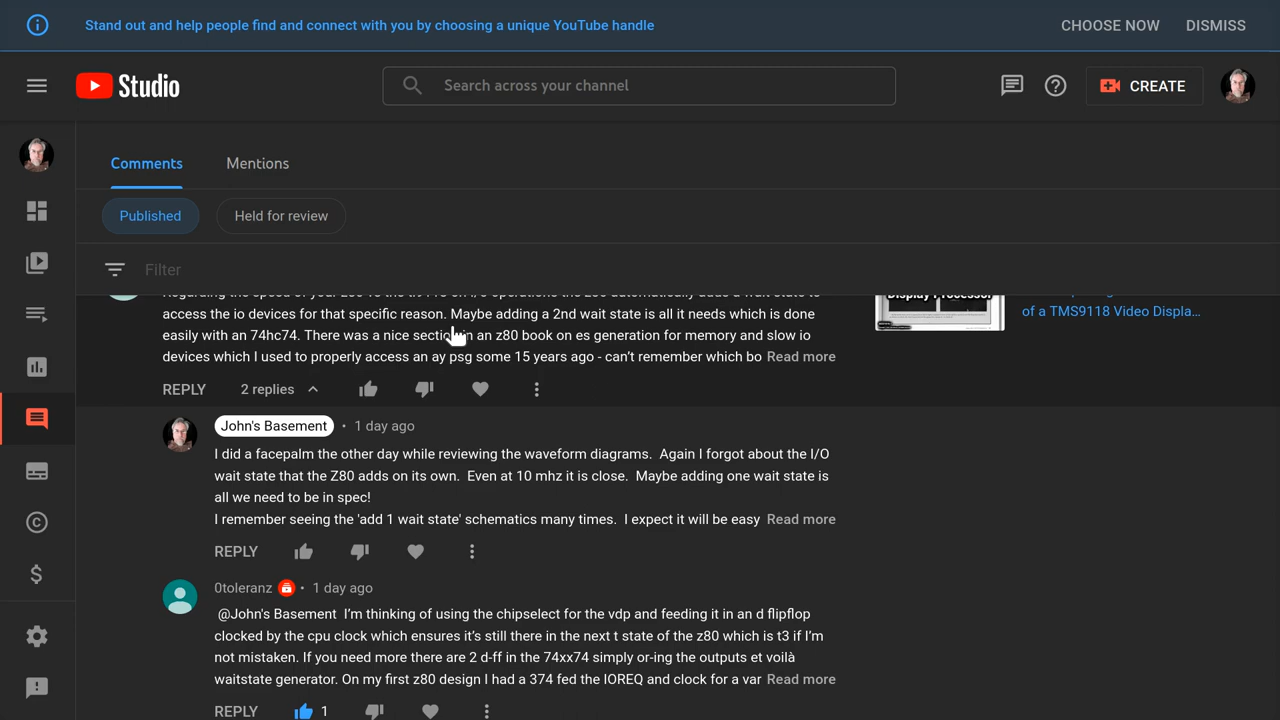 Stand out and help people find and connect with you by choosing a unique YouTube handle
CHOOSE NOW
DISMISS
Studio
Search across your channel
CREATE
Comments
Mentions
Published
Held for review
Filter
access the io devices for that specific reason. Maybe adding a 2nd wait state is all it needs which is done
easily with an 74hc74. There was a nice section in an z80 book on es generation for memory and slow io
devices which I used to properly access an ay psg some 15 years ago - can't remember which bo Read more
Display Processor
of a TMS9118 Video Displa...
REPLY
2 replies
John's Basement • 1 day ago
I did a facepalm the other day while reviewing the waveform diagrams. Again I forgot about the I/O
wait state that the Z80 adds on its own. Even at 10 mhz it is close. Maybe adding one wait state is
all we need to be in spec!
I remember seeing the 'add 1 wait state' schematics many times. I expect it will be easy Read more
REPLY
0toleranz • 1 day ago
@John's Basement I'm thinking of using the chipselect for the vdp and feeding it in an d flipflop
clocked by the cpu clock which ensures it's still there in the next t state of the z80 which is t3 if I'm
not mistaken. If you need more there are 2 d-ff in the 74xx74 simply or-ing the outputs et voilà
waitstate generator. On my first z80 design I had a 374 fed the IOREQ and clock for a var Read more
REPLY
1